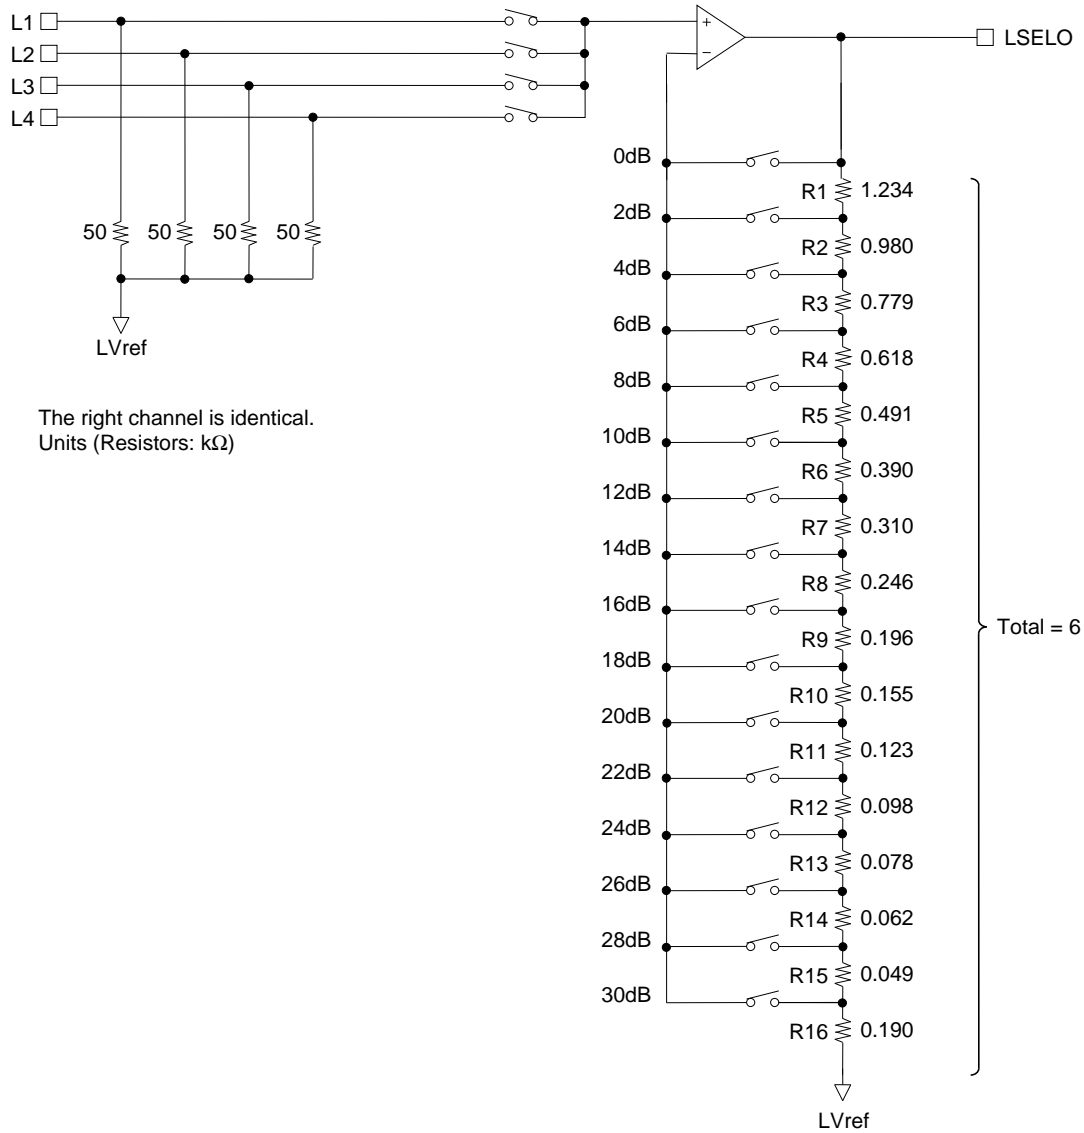 L1
L2
L3
L4
+
−
LSELO
50 50 50 50
LVref
The right channel is identical.
Units (Resistors: kΩ)
0dB
R1 1.234
2dB
R2 0.980
4dB
R3 0.779
6dB
R4 0.618
8dB
R5 0.491
10dB
R6 0.390
12dB
R7 0.310
14dB
R8 0.246
16dB
R9 0.196
Total = 6
18dB
R10 0.155
20dB
R11 0.123
22dB
R12 0.098
24dB
R13 0.078
26dB
R14 0.062
28dB
R15 0.049
30dB
R16 0.190
LVref